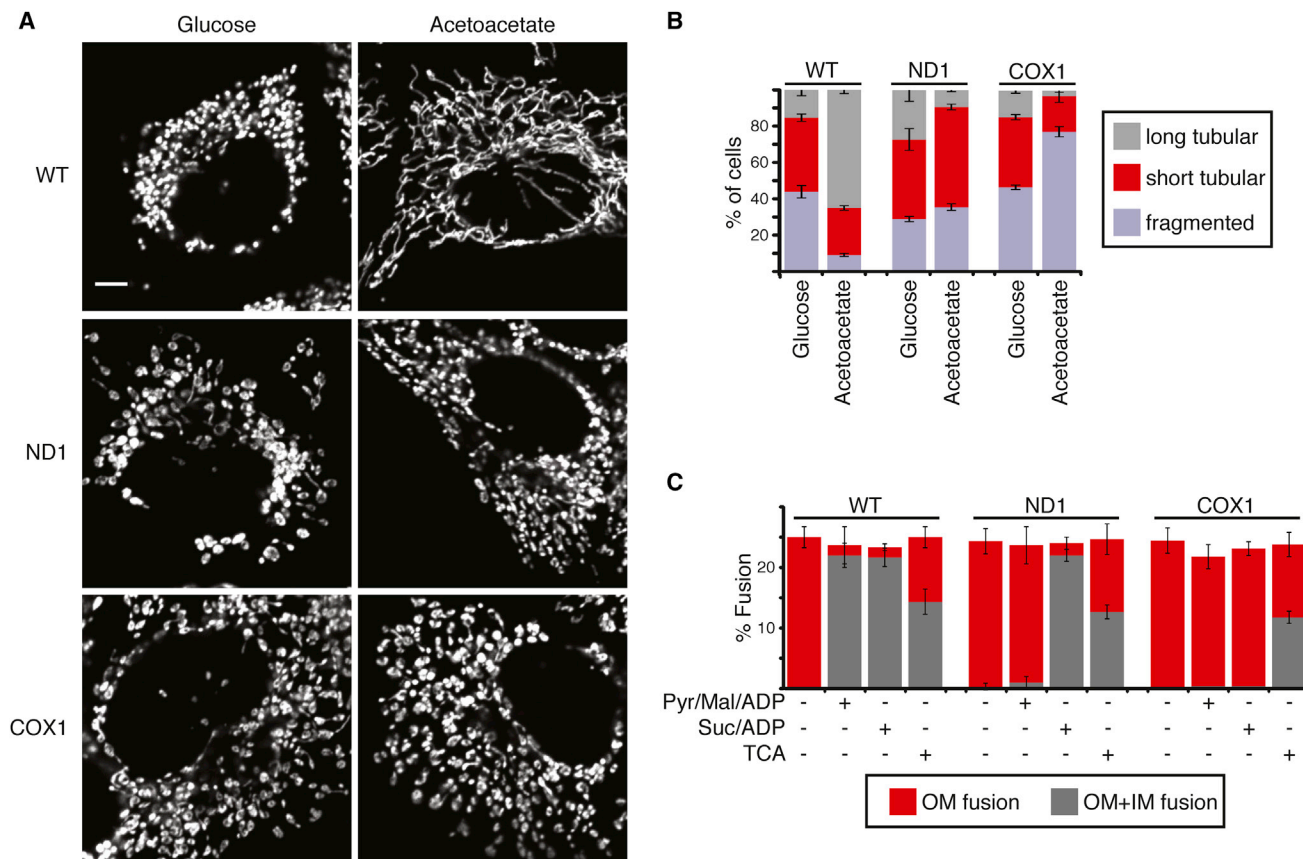 A
Glucose Acetoacetate
WT
ND1
COX1
B
WT ND1 COX1
% of cells
80
60
40
20
Glucose
Acetoacetate
Glucose
Acetoacetate
Glucose
Acetoacetate
long tubular
short tubular
fragmented
C
WT ND1 COX1
% Fusion
20
10
Pyr/Mal/ADP - + - - - + - - - + - -
Suc/ADP - - + - - - + - - - + -
TCA - - - + - - - + - - - +
OM fusion OM+IM fusion